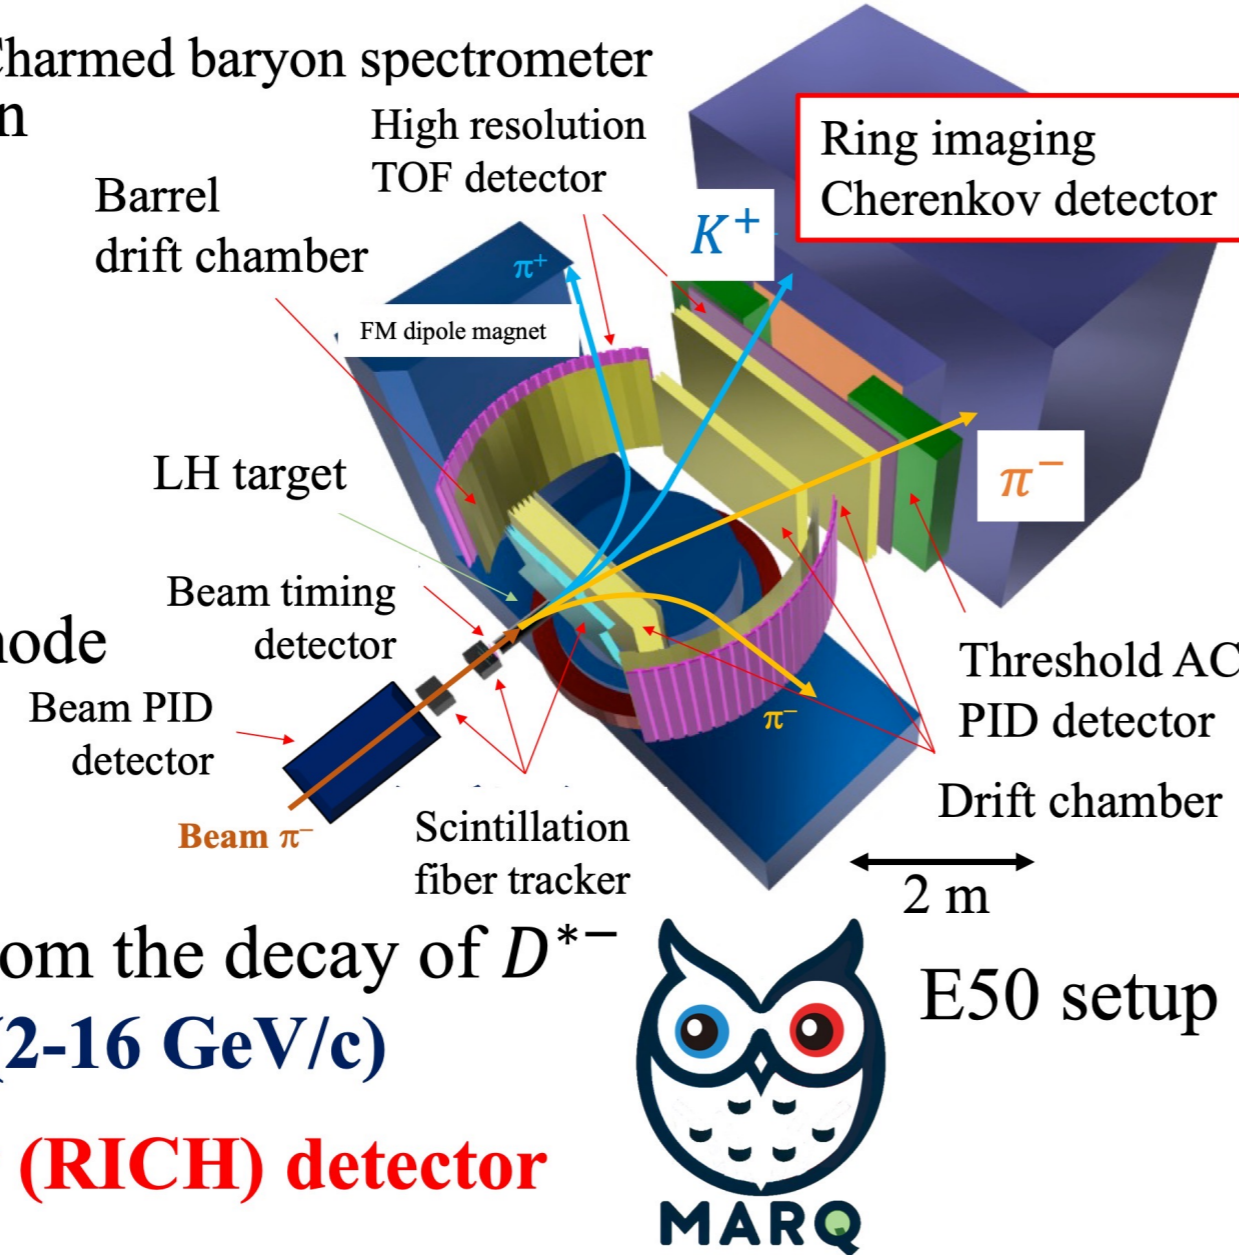 Charmed baryon spectrometer
n
High resolution
TOF detector
Ring imaging
Cherenkov detector
Barrel
drift chamber
K⁺
π⁺
FM dipole magnet
π⁻
LH target
Beam timing
detector
node
Beam PID
detector
Threshold AC
PID detector
π⁻
Drift chamber
Beam π⁻
Scintillation
fiber tracker
2 m
om the decay of D*⁻
E50 setup
(2-16 GeV/c)
(RICH) detector
MARQ